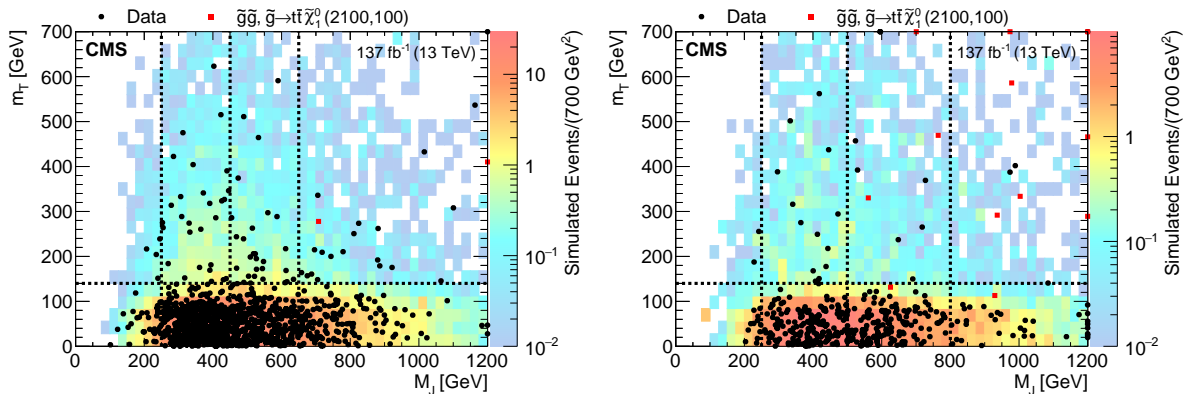 Data g̃g̃, g̃→tt̄χ̃⁰₁ (2100,100)
CMS
137 fb⁻¹ (13 TeV)
m_T [GeV]
700
600
500
400
300
200
100
0
0 200 400 600 800 1000 1200
M_J [GeV]
10
1
10⁻¹
10⁻²
Simulated Events/(700 GeV²)
Data g̃g̃, g̃→tt̄χ̃⁰₁ (2100,100)
CMS
137 fb⁻¹ (13 TeV)
m_T [GeV]
700
600
500
400
300
200
100
0
0 200 400 600 800 1000 1200
M_J [GeV]
1
10⁻¹
10⁻²
Simulated Events/(700 GeV²)